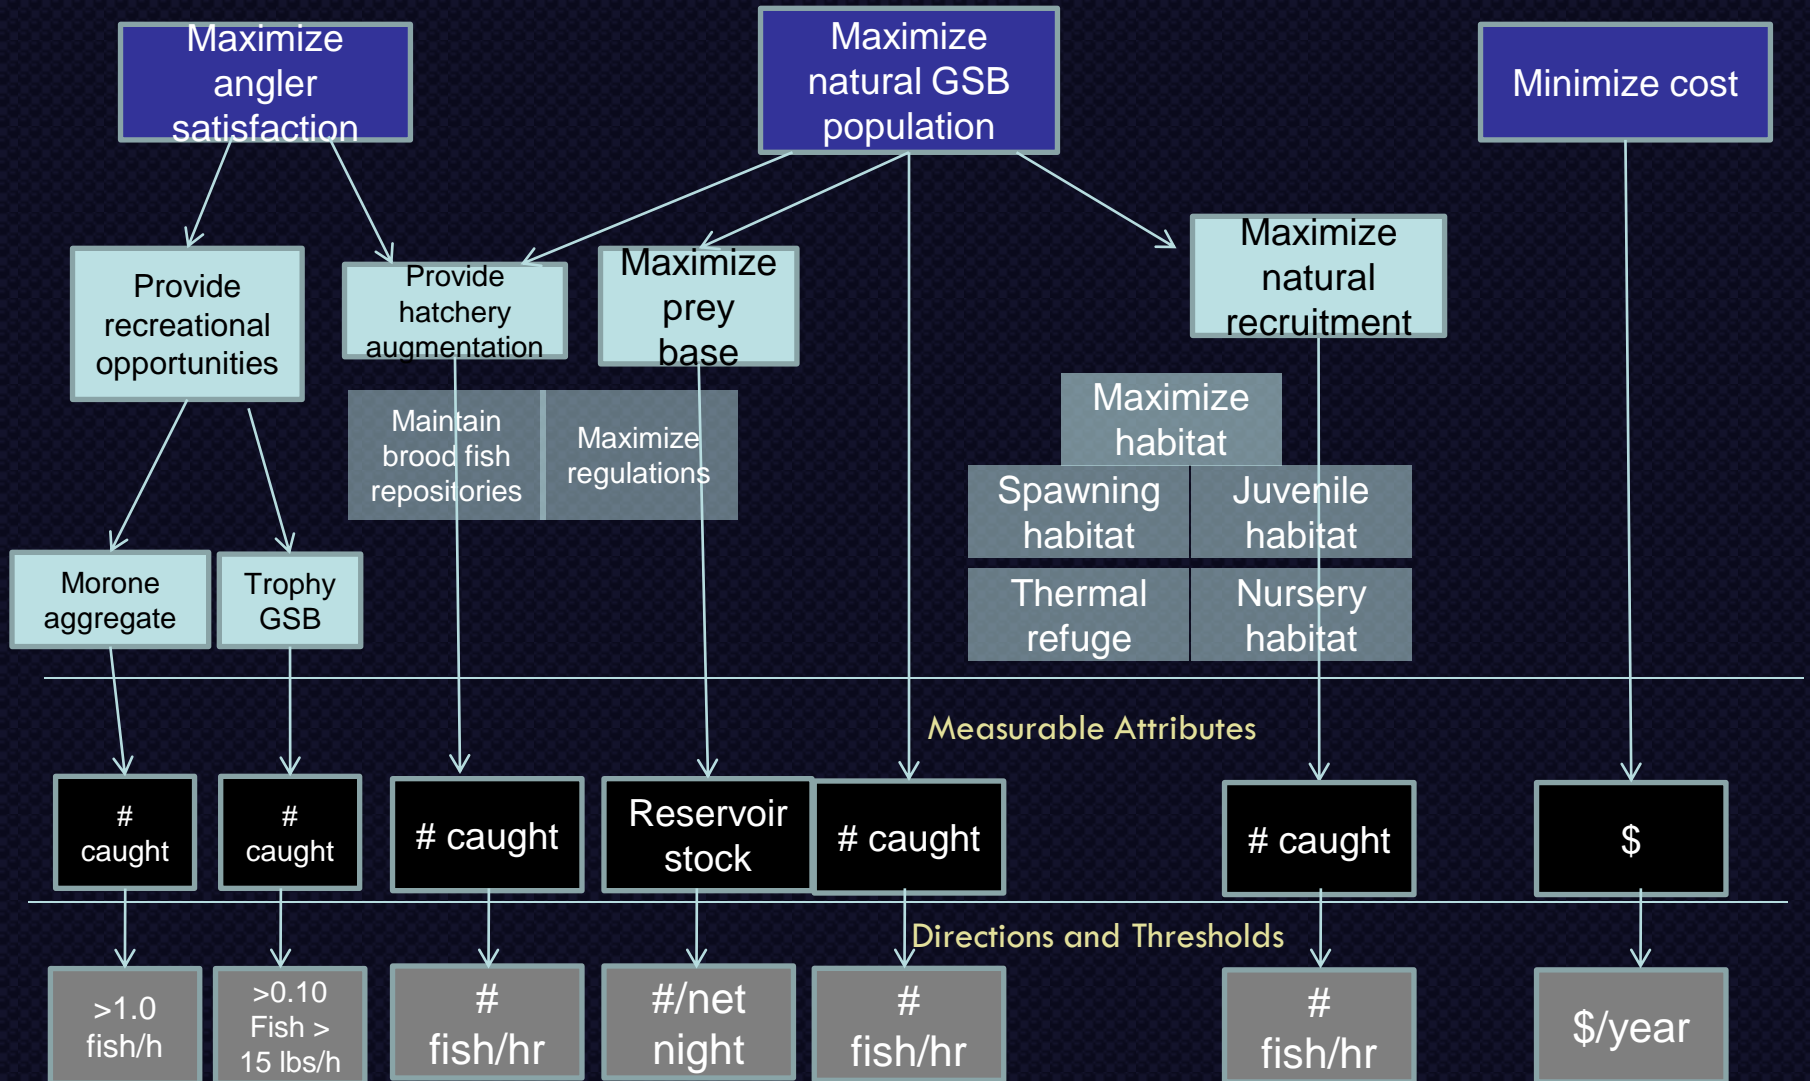 Maximize
angler
satisfaction
Maximize
natural GSB
population
Minimize cost
Provide
recreational
opportunities
Provide
hatchery
augmentation
Maximize
prey
base
Maximize
natural
recruitment
Maintain
brood fish
repositories
Maximize
regulations
Maximize
habitat
Spawning
habitat
Juvenile
habitat
Thermal
refuge
Nursery
habitat
Morone
aggregate
Trophy
GSB
Measurable Attributes
#
caught
#
caught
# caught
Reservoir
stock
# caught
# caught
$
Directions and Thresholds
>1.0
fish/h
>0.10
Fish >
15 lbs/h
#
fish/hr
#/net
night
#
fish/hr
#
fish/hr
$/year